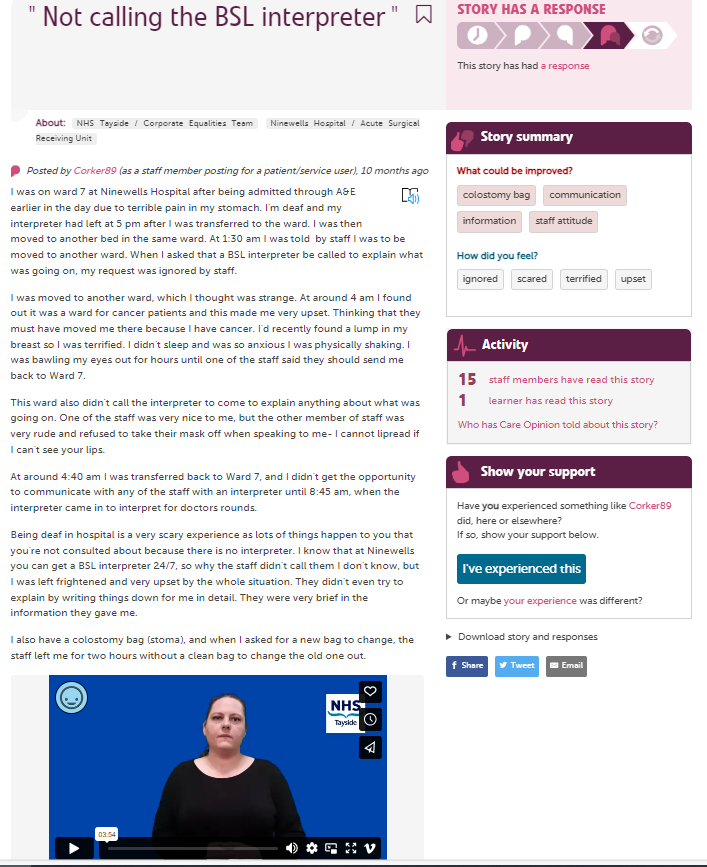 " Not calling the BSL interpreter "
About: NHS Tayside / Corporate Equalities Team Ninewells Hospital / Acute Surgical
Receiving Unit
Posted by Corker89 (as a staff member posting for a patient/service user), 10 months ago
I was on ward 7 at Ninewells Hospital after being admitted through A&E
earlier in the day due to terrible pain in my stomach. I'm deaf and my
interpreter had left at 5 pm after I was transferred to the ward. I was then
moved to another bed in the same ward. At 1:30 am I was told by staff I was to be
moved to another ward. When I asked that a BSL interpreter be called to explain what
was going on, my request was ignored by staff.
I was moved to another ward, which I thought was strange. At around 4 am I found
out it was a ward for cancer patients and this made me very upset. Thinking that they
must have moved me there because I have cancer. I'd recently found a lump in my
breast so I was terrified. I didn't sleep and was so anxious I was physically shaking. I
was bawling my eyes out for hours until one of the staff said they should send me
back to Ward 7.
This ward also didn't call the interpreter to come to explain anything about what was
going on. One of the staff was very nice to me, but the other member of staff was
very rude and refused to take their mask off when speaking to me- I cannot lipread if
I can't see your lips.
At around 4:40 am I was transferred back to Ward 7, and I didn't get the opportunity
to communicate with any of the staff with an interpreter until 8:45 am, when the
interpreter came in to interpret for doctors rounds.
Being deaf in hospital is a very scary experience as lots of things happen to you that
you're not consulted about because there is no interpreter. I know that at Ninewells
you can get a BSL interpreter 24/7, so why the staff didn't call them I don't know, but
I was left frightened and very upset by the whole situation. They didn't even try to
explain by writing things down for me in detail. They were very brief in the
information they gave me.
I also have a colostomy bag (stoma), and when I asked for a new bag to change, the
staff left me for two hours without a clean bag to change the old one out.
NHS
Tayside
03:54
STORY HAS A RESPONSE
This story has had a response
Story summary
What could be improved?
colostomy bag communication
information staff attitude
How did you feel?
ignored scared terrified upset
Activity
15 staff members have read this story
1 learner has read this story
Who has Care Opinion told about this story?
Show your support
Have you experienced something like Corker89
did, here or elsewhere?
If so, show your support below.
I've experienced this
Or maybe your experience was different?
Download story and responses
Share Tweet Email